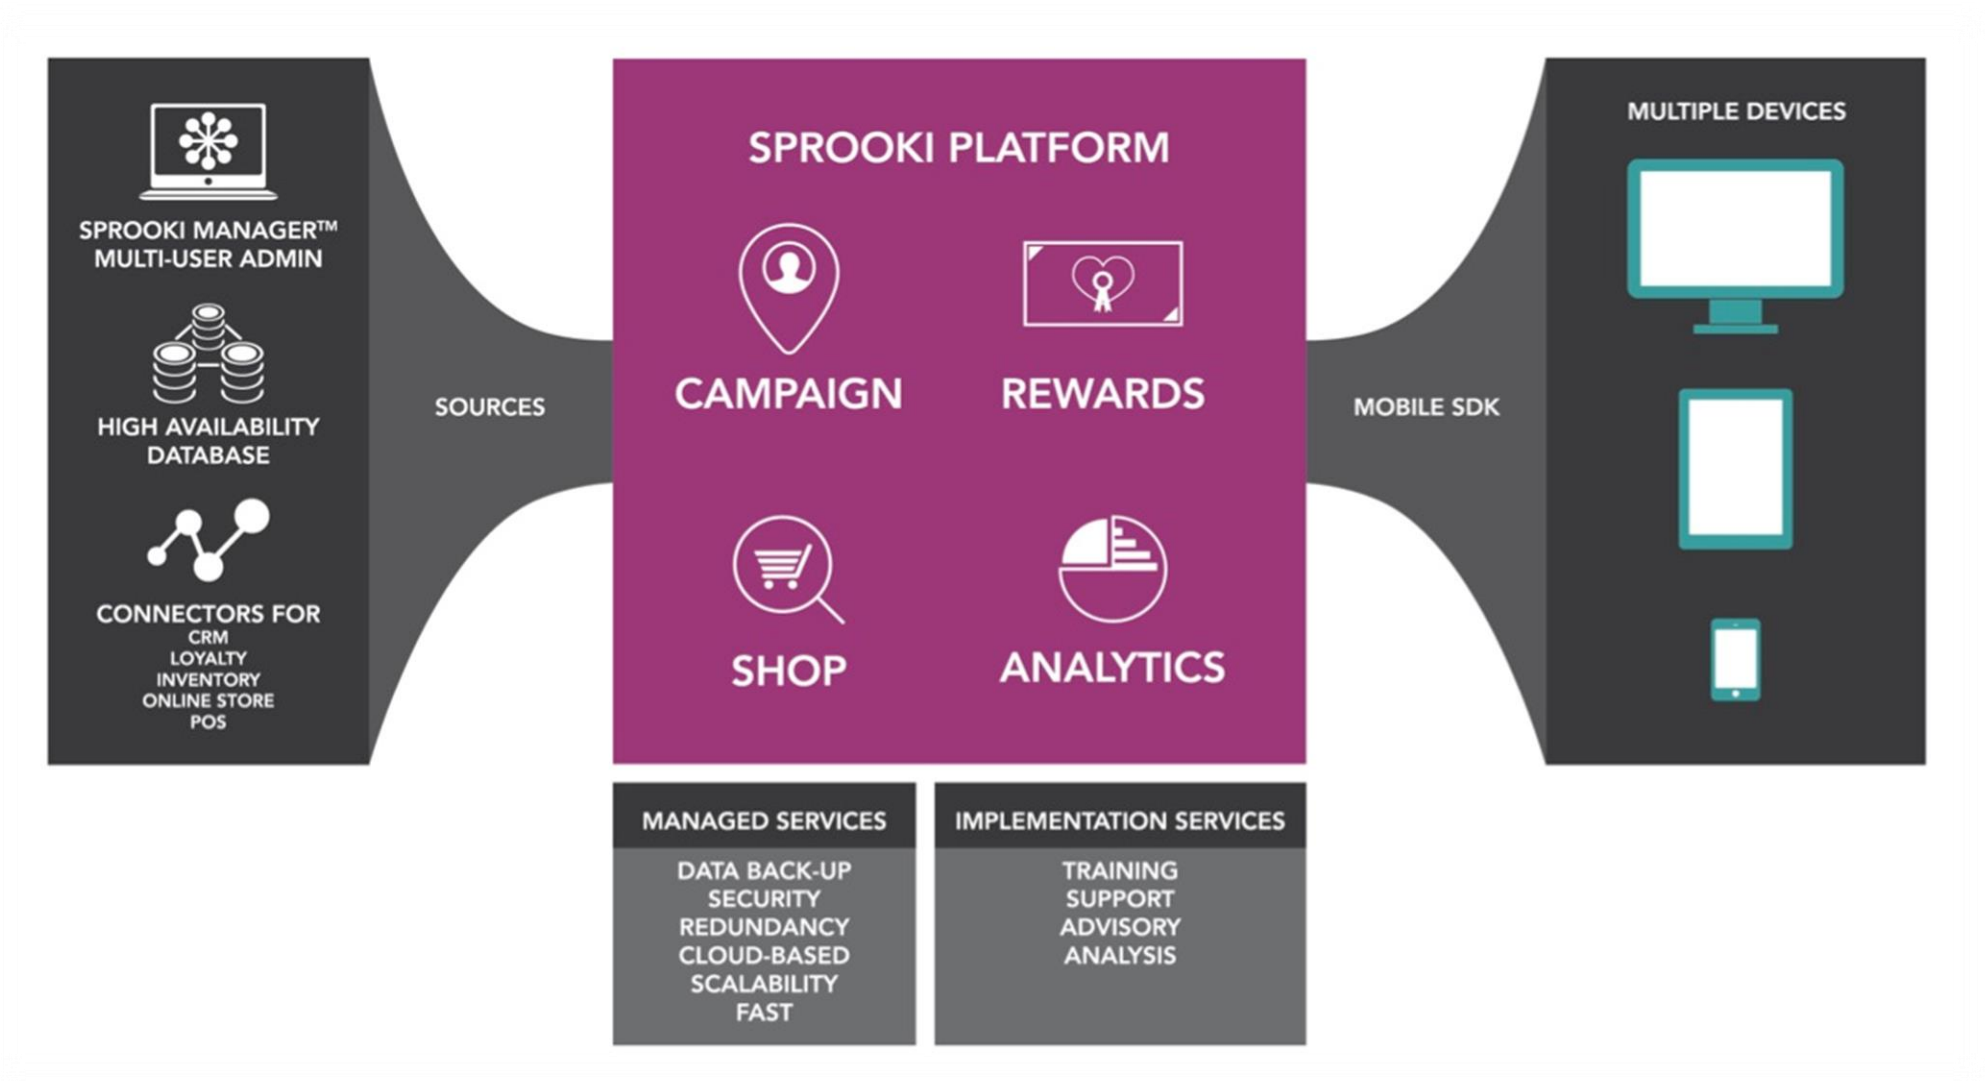 SPROOKI MANAGER™
MULTI-USER ADMIN
HIGH AVAILABILITY
DATABASE
CONNECTORS FOR
CRM
LOYALTY
INVENTORY
ONLINE STORE
POS
SOURCES
SPROOKI PLATFORM
CAMPAIGN
REWARDS
SHOP
ANALYTICS
MOBILE SDK
MULTIPLE DEVICES
MANAGED SERVICES
DATA BACK-UP
SECURITY
REDUNDANCY
CLOUD-BASED
SCALABILITY
FAST
IMPLEMENTATION SERVICES
TRAINING
SUPPORT
ADVISORY
ANALYSIS